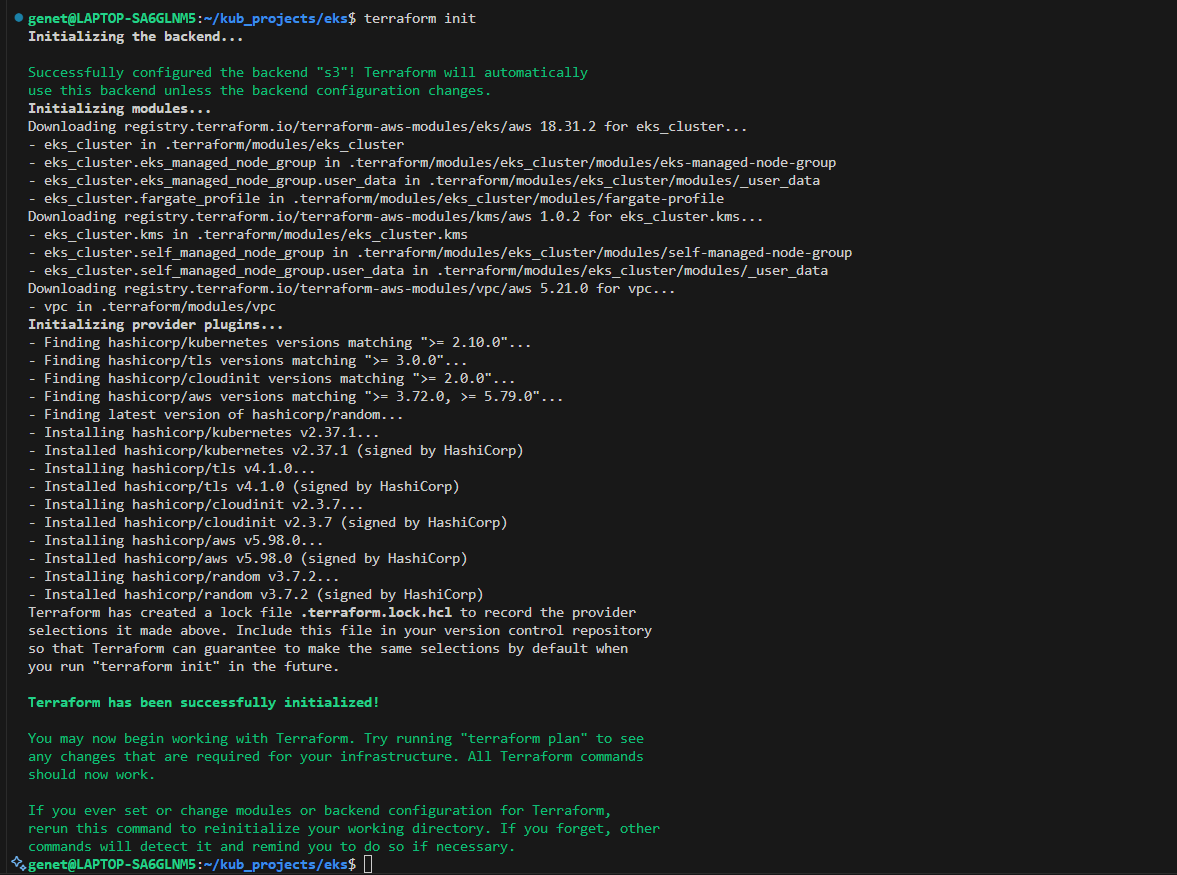 genet@LAPTOP-SA6GLNM5:~/kub_projects/eks$ terraform init
Initializing the backend...

Successfully configured the backend "s3"! Terraform will automatically
use this backend unless the backend configuration changes.
Initializing modules...
Downloading registry.terraform.io/terraform-aws-modules/eks/aws 18.31.2 for eks_cluster...
- eks_cluster in .terraform/modules/eks_cluster
- eks_cluster.eks_managed_node_group in .terraform/modules/eks_cluster/modules/eks-managed-node-group
- eks_cluster.eks_managed_node_group.user_data in .terraform/modules/eks_cluster/modules/_user_data
- eks_cluster.fargate_profile in .terraform/modules/eks_cluster/modules/fargate-profile
Downloading registry.terraform.io/terraform-aws-modules/kms/aws 1.0.2 for eks_cluster.kms...
- eks_cluster.kms in .terraform/modules/eks_cluster.kms
- eks_cluster.self_managed_node_group in .terraform/modules/eks_cluster/modules/self-managed-node-group
- eks_cluster.self_managed_node_group.user_data in .terraform/modules/eks_cluster/modules/_user_data
Downloading registry.terraform.io/terraform-aws-modules/vpc/aws 5.21.0 for vpc...
- vpc in .terraform/modules/vpc
Initializing provider plugins...
- Finding hashicorp/kubernetes versions matching ">= 2.10.0"...
- Finding hashicorp/tls versions matching ">= 3.0.0"...
- Finding hashicorp/cloudinit versions matching ">= 2.0.0"...
- Finding hashicorp/aws versions matching ">= 3.72.0, >= 5.79.0"...
- Finding latest version of hashicorp/random...
- Installing hashicorp/kubernetes v2.37.1...
- Installed hashicorp/kubernetes v2.37.1 (signed by HashiCorp)
- Installing hashicorp/tls v4.1.0...
- Installed hashicorp/tls v4.1.0 (signed by HashiCorp)
- Installing hashicorp/cloudinit v2.3.7...
- Installed hashicorp/cloudinit v2.3.7 (signed by HashiCorp)
- Installing hashicorp/aws v5.98.0...
- Installed hashicorp/aws v5.98.0 (signed by HashiCorp)
- Installing hashicorp/random v3.7.2...
- Installed hashicorp/random v3.7.2 (signed by HashiCorp)
Terraform has created a lock file .terraform.lock.hcl to record the provider
selections it made above. Include this file in your version control repository
so that Terraform can guarantee to make the same selections by default when
you run "terraform init" in the future.

Terraform has been successfully initialized!

You may now begin working with Terraform. Try running "terraform plan" to see
any changes that are required for your infrastructure. All Terraform commands
should now work.

If you ever set or change modules or backend configuration for Terraform,
rerun this command to reinitialize your working directory. If you forget, other
commands will detect it and remind you to do so if necessary.
genet@LAPTOP-SA6GLNM5:~/kub_projects/eks$